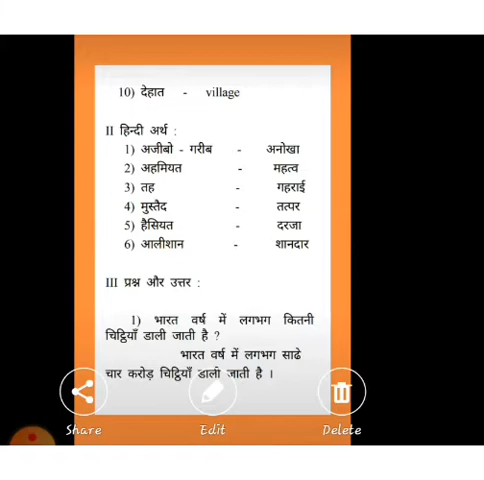 10) देहात - village
II हिन्दी अर्थ :
1) अजीबो - गरीब - अनोखा
2) अहमियत - महत्व
3) तह - गहराई
4) मुस्तैद - तत्पर
5) हैसियत - दरजा
6) आलीशान - शानदार
III प्रश्न और उत्तर :
1) भारत वर्ष में लगभग कितनी
चिट्ठियाँ डाली जाती है ?
भारत वर्ष में लगभग साढे
चार करोड़ चिट्ठियाँ डाली जाती है ।
Share Edit Delete